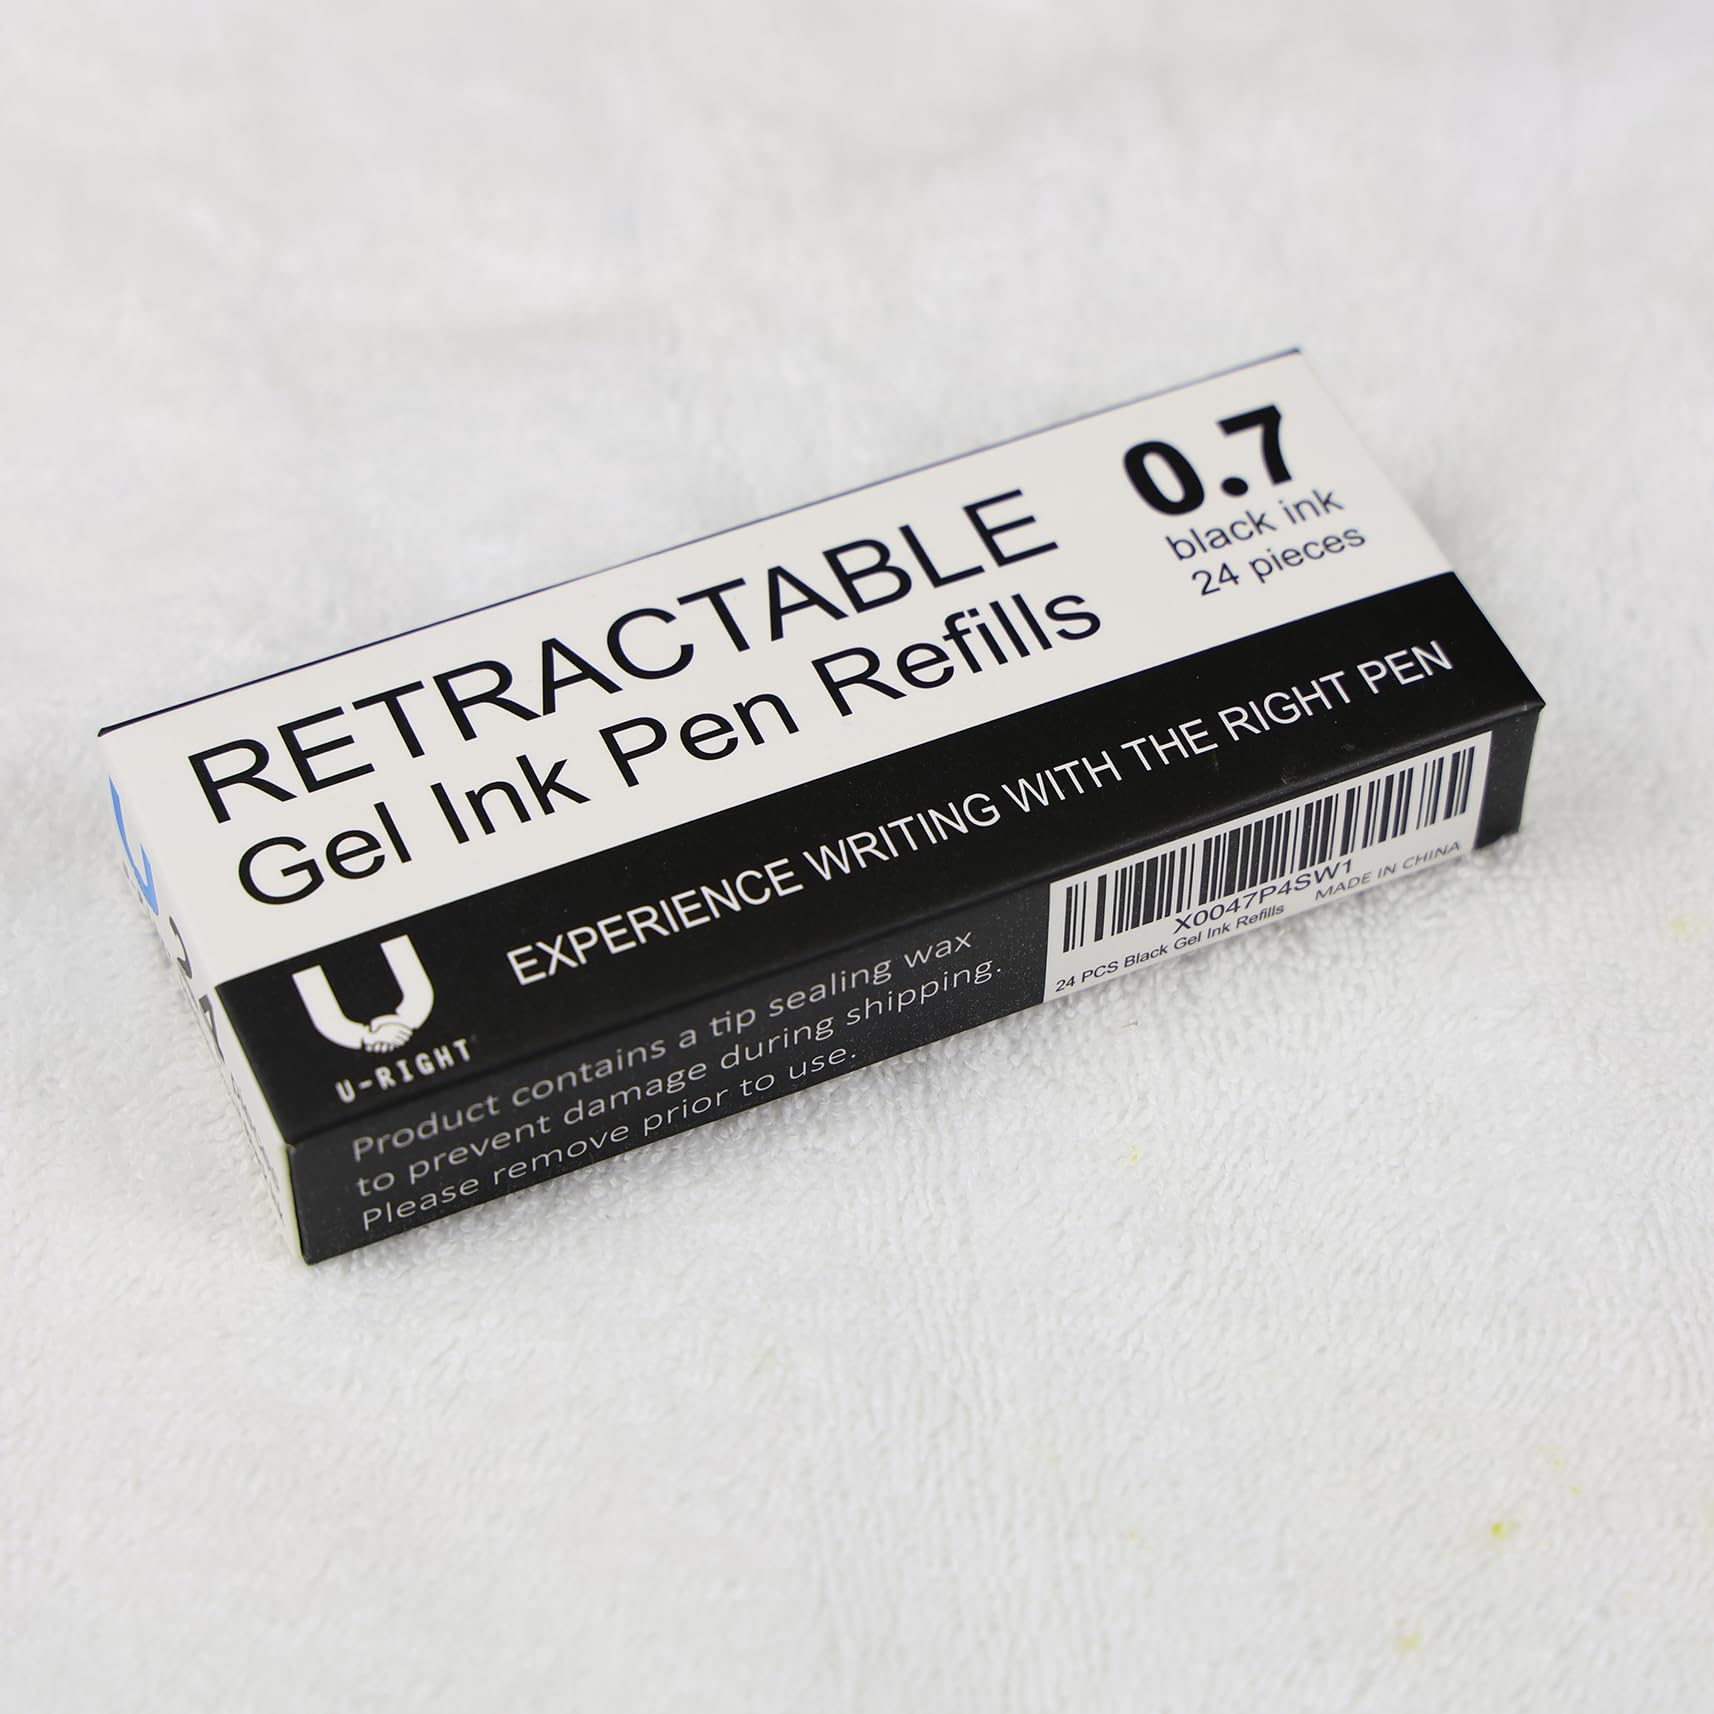 RETRACTABLE
Gel Ink Pen Refills
0.7
black ink
24 pieces
EXPERIENCE WRITING WITH THE RIGHT PEN
U
U-RIGHT
Product contains a tip sealing wax
to prevent damage during shipping.
Please remove prior to use.
X0047P4SW1
24 PCS Black Gel Ink Refills MADE IN CHINA